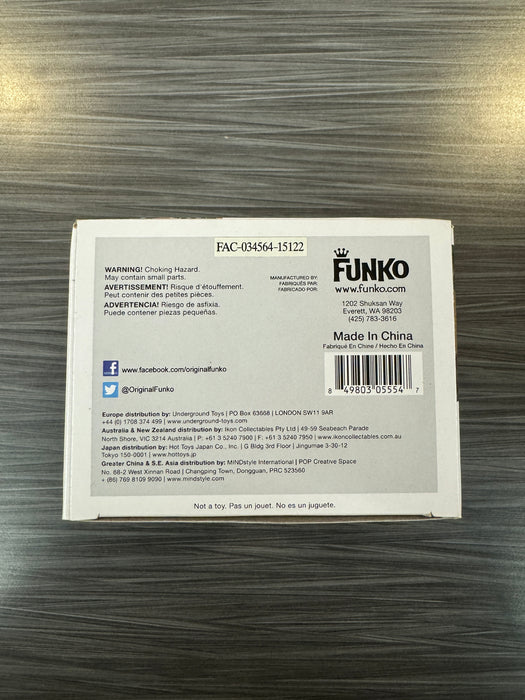 FAC-034564-15122
WARNING! Choking Hazard.
May contain small parts.
AVERTISSEMENT! Risque d'étouffement.
Peut contenir des petites pièces.
ADVERTENCIA! Riesgo de asfixia.
Puede contener piezas pequeñas.
MANUFACTURED BY:
FABRIQUÉS PAR:
FABRICADO POR:
FUNKO
www.funko.com
1202 Shuksan Way
Everett, WA 98203
(425) 783-3616
Made In China
Fabriqué En Chine / Hecho En China
8 49803 05554 7
www.facebook.com/originalfunko
@OriginalFunko
Europe distribution by: Underground Toys | PO Box 63668 | LONDON SW11 9AR
+44 (0) 1708 374 499 | www.underground-toys.com
Australia & New Zealand distribution by: Ikon Collectables Pty Ltd | 49-59 Seabeach Parade
North Shore, VIC 3214 Australia | P: +61 3 5240 7900 | F: +61 3 5240 7950 | www.ikoncollectables.com.au
Japan distribution by: Hot Toys Japan Co., Inc. | G Bldg 3rd Floor | Jingumae 3-30-12
Tokyo 150-0001 | www.hottoys.jp
Greater China & S.E. Asia distribution by: MINDstyle International | POP Creative Space
No. 68-2 West Xinnan Road | Changping Town, Dongguan, PRC 523560
+ (86) 769 8109 9090 | www.mindstyle.com
Not a toy. Pas un jouet. No es un juguete.